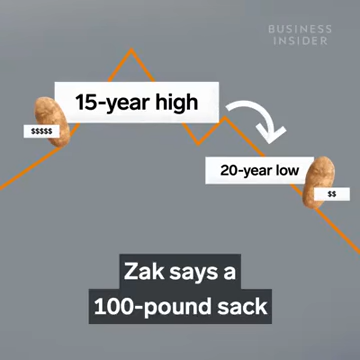 BUSINESS
INSIDER
15-year high
$$$$$
20-year low
$$
Zak says a
100-pound sack